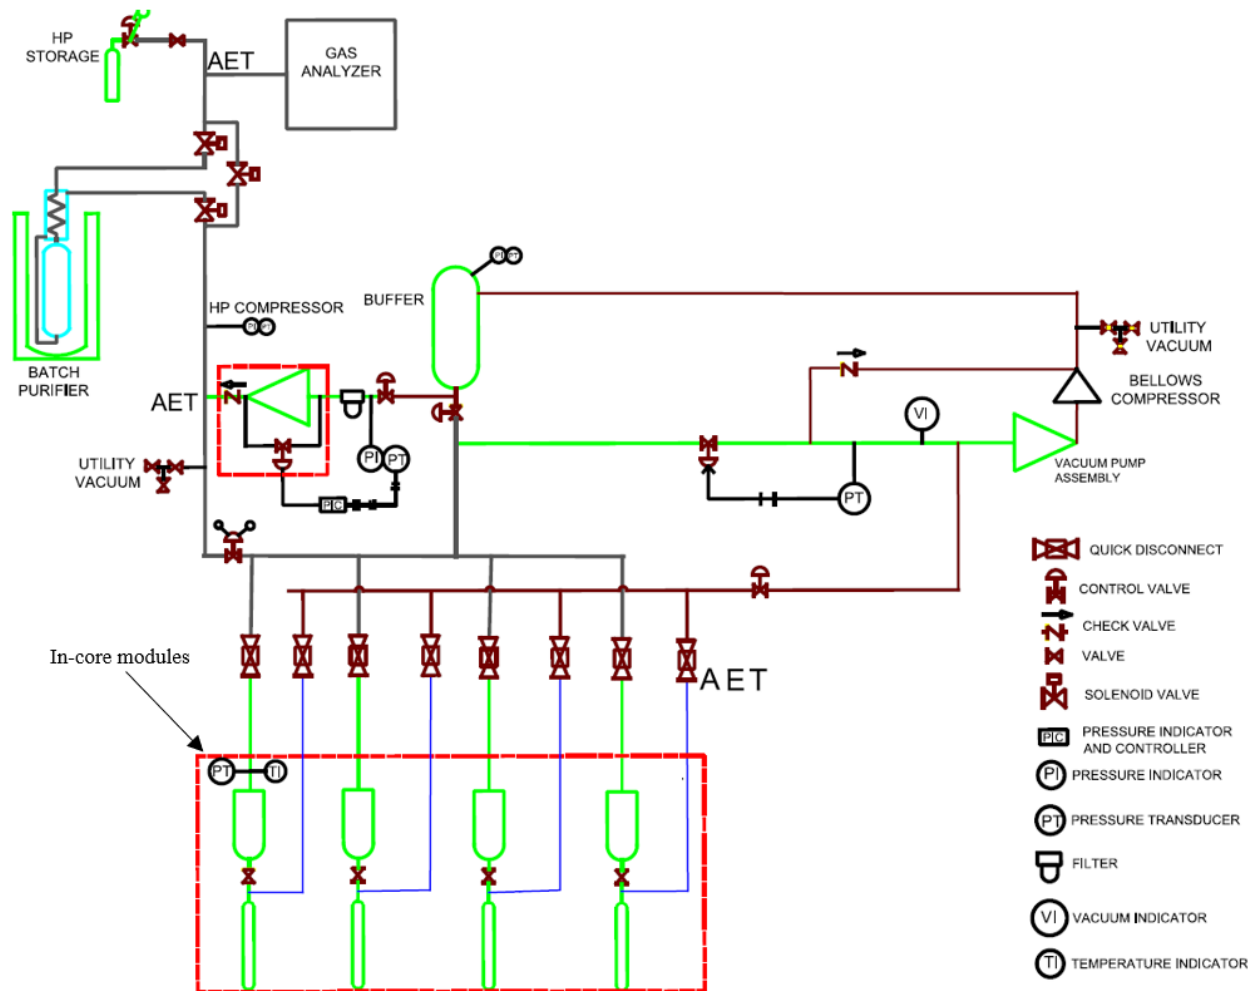 HP
STORAGE
AET
GAS
ANALYZER
BATCH
PURIFIER
HP COMPRESSOR
PI PT
BUFFER
PI PT
AET
UTILITY
VACUUM
PI
PT
PIC
VI
PT
UTILITY
VACUUM
BELLOWS
COMPRESSOR
VACUUM PUMP
ASSEMBLY
In-core modules
AET
PT
TI
QUICK DISCONNECT
CONTROL VALVE
CHECK VALVE
VALVE
SOLENOID VALVE
PIC
PRESSURE INDICATOR
AND CONTROLLER
PI
PRESSURE INDICATOR
PT
PRESSURE TRANSDUCER
FILTER
VI
VACUUM INDICATOR
TI
TEMPERATURE INDICATOR